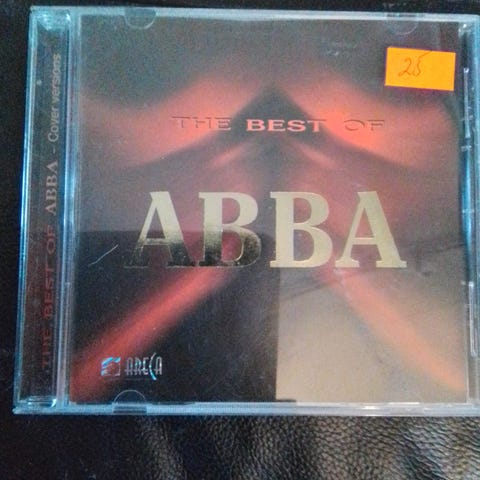 25
THE BEST OF
ABBA
ARECA
THE BEST OF ABBA - Cover versions